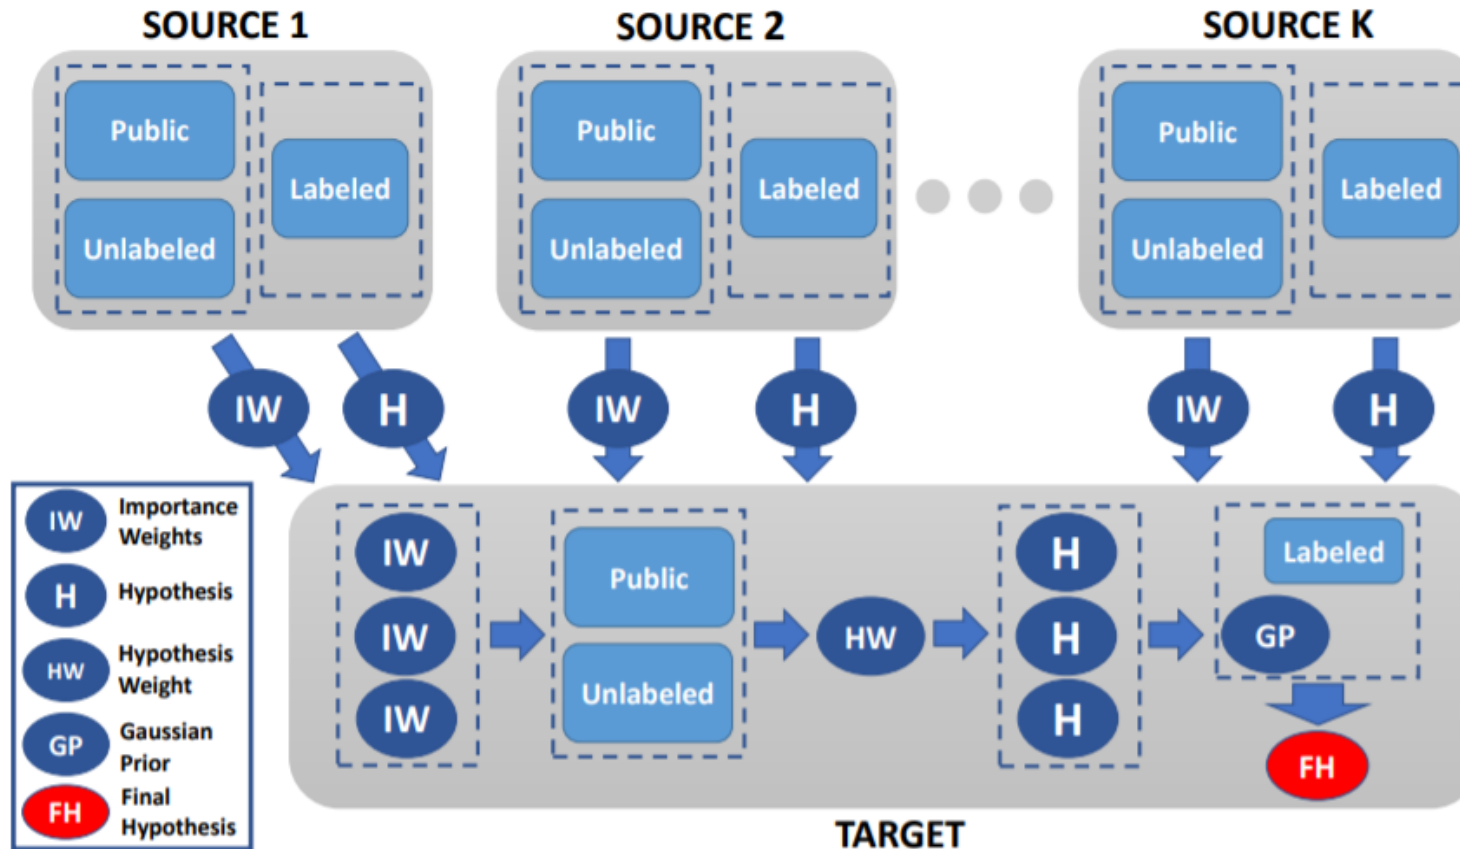 SOURCE 1
SOURCE 2
SOURCE K
Public
Unlabeled
Labeled
Public
Unlabeled
Labeled
Public
Unlabeled
Labeled
IW
H
IW
H
IW
H
IW
Importance
Weights
H
Hypothesis
HW
Hypothesis
Weight
GP
Gaussian
Prior
FH
Final
Hypothesis
IW
IW
IW
Public
Unlabeled
HW
H
H
H
Labeled
GP
FH
TARGET